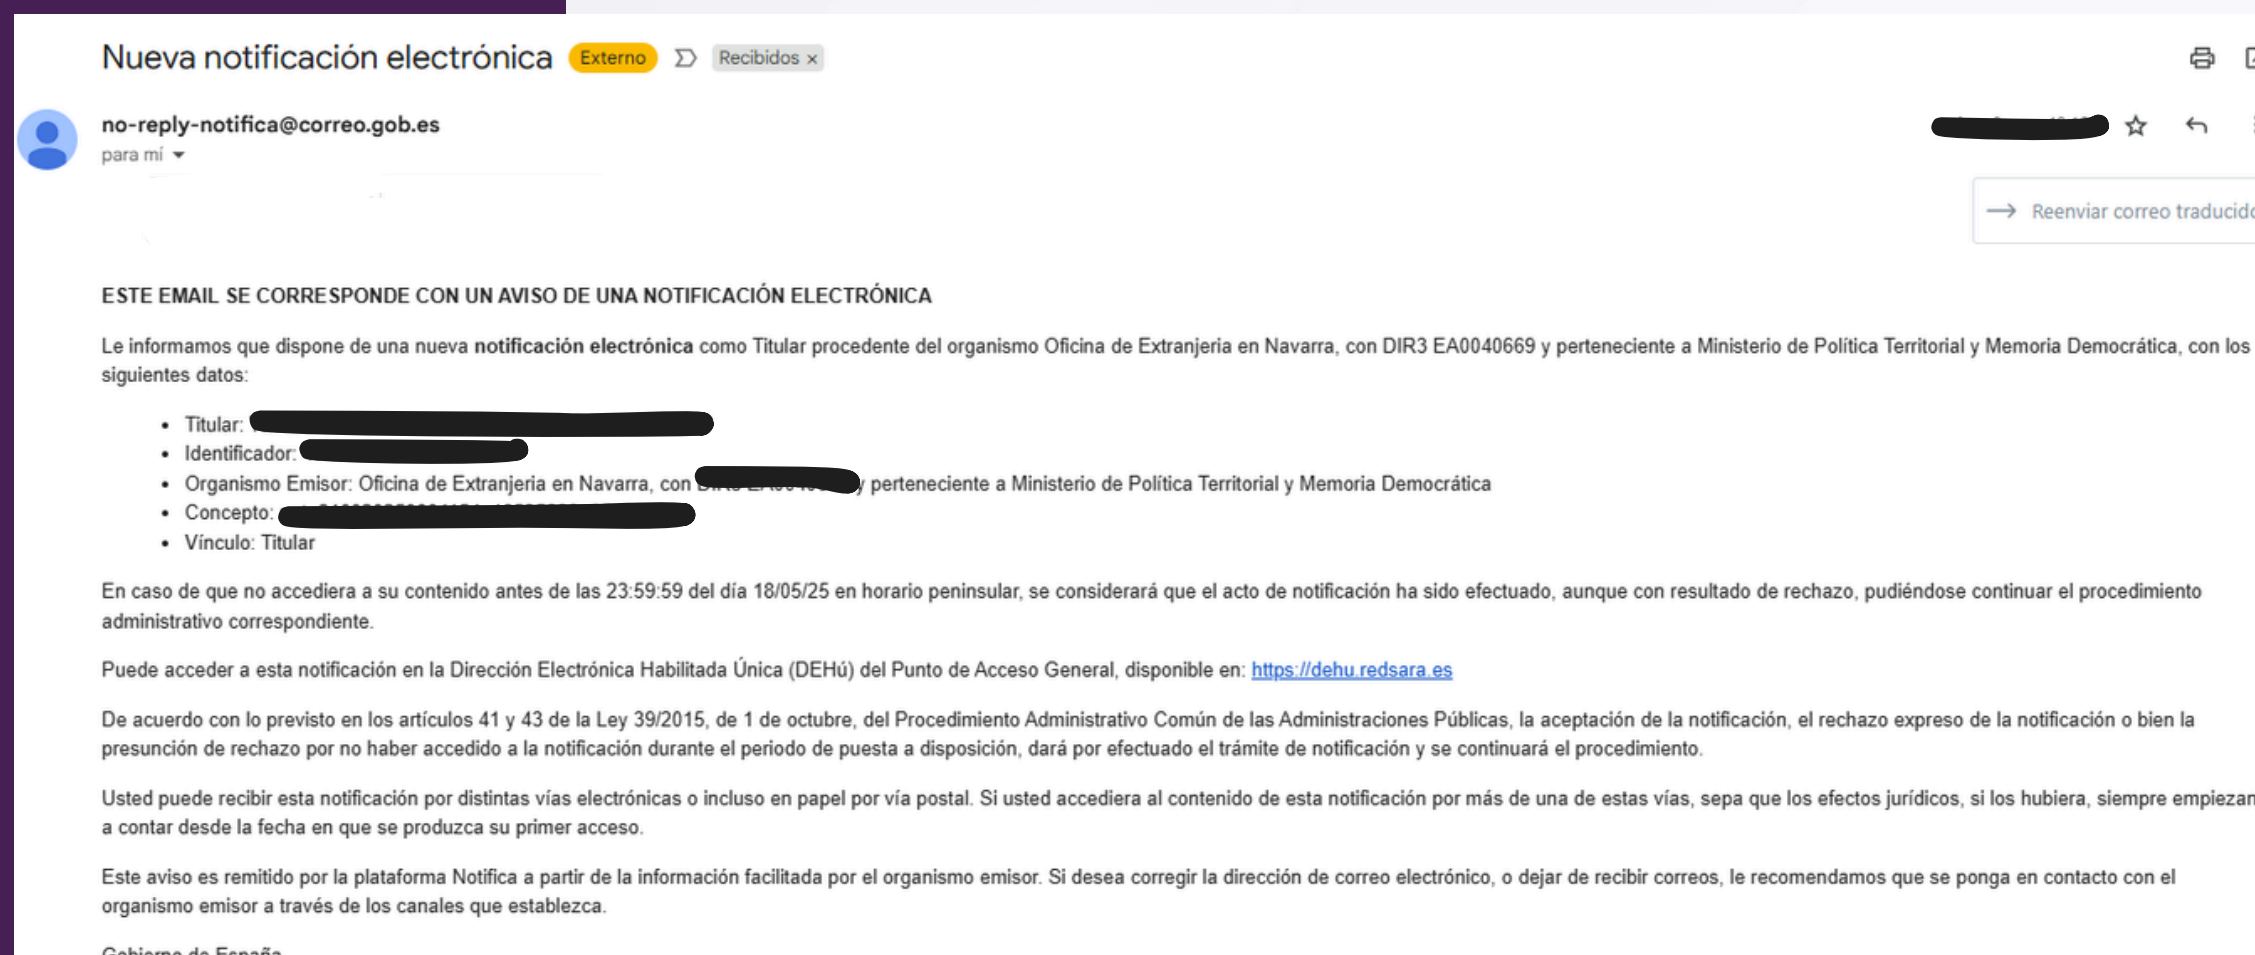 Nueva notificación electrónica Externo Recibidos ×
no-reply-notifica@correo.gob.es
para mí
Reenviar correo traducido
ESTE EMAIL SE CORRESPONDE CON UN AVISO DE UNA NOTIFICACIÓN ELECTRÓNICA
Le informamos que dispone de una nueva notificación electrónica como Titular procedente del organismo Oficina de Extranjeria en Navarra, con DIR3 EA0040669 y perteneciente a Ministerio de Política Territorial y Memoria Democrática, con los
siguientes datos:
• Titular:
• Identificador:
• Organismo Emisor: Oficina de Extranjeria en Navarra, con y perteneciente a Ministerio de Política Territorial y Memoria Democrática
• Concepto:
• Vínculo: Titular
En caso de que no accediera a su contenido antes de las 23:59:59 del día 18/05/25 en horario peninsular, se considerará que el acto de notificación ha sido efectuado, aunque con resultado de rechazo, pudiéndose continuar el procedimiento
administrativo correspondiente.
Puede acceder a esta notificación en la Dirección Electrónica Habilitada Única (DEHú) del Punto de Acceso General, disponible en: https://dehu.redsara.es
De acuerdo con lo previsto en los artículos 41 y 43 de la Ley 39/2015, de 1 de octubre, del Procedimiento Administrativo Común de las Administraciones Públicas, la aceptación de la notificación, el rechazo expreso de la notificación o bien la
presunción de rechazo por no haber accedido a la notificación durante el periodo de puesta a disposición, dará por efectuado el trámite de notificación y se continuará el procedimiento.
Usted puede recibir esta notificación por distintas vías electrónicas o incluso en papel por vía postal. Si usted accediera al contenido de esta notificación por más de una de estas vías, sepa que los efectos jurídicos, si los hubiera, siempre empiezan
a contar desde la fecha en que se produzca su primer acceso.
Este aviso es remitido por la plataforma Notifica a partir de la información facilitada por el organismo emisor. Si desea corregir la dirección de correo electrónico, o dejar de recibir correos, le recomendamos que se ponga en contacto con el
organismo emisor a través de los canales que establezca.
Gobierno de España